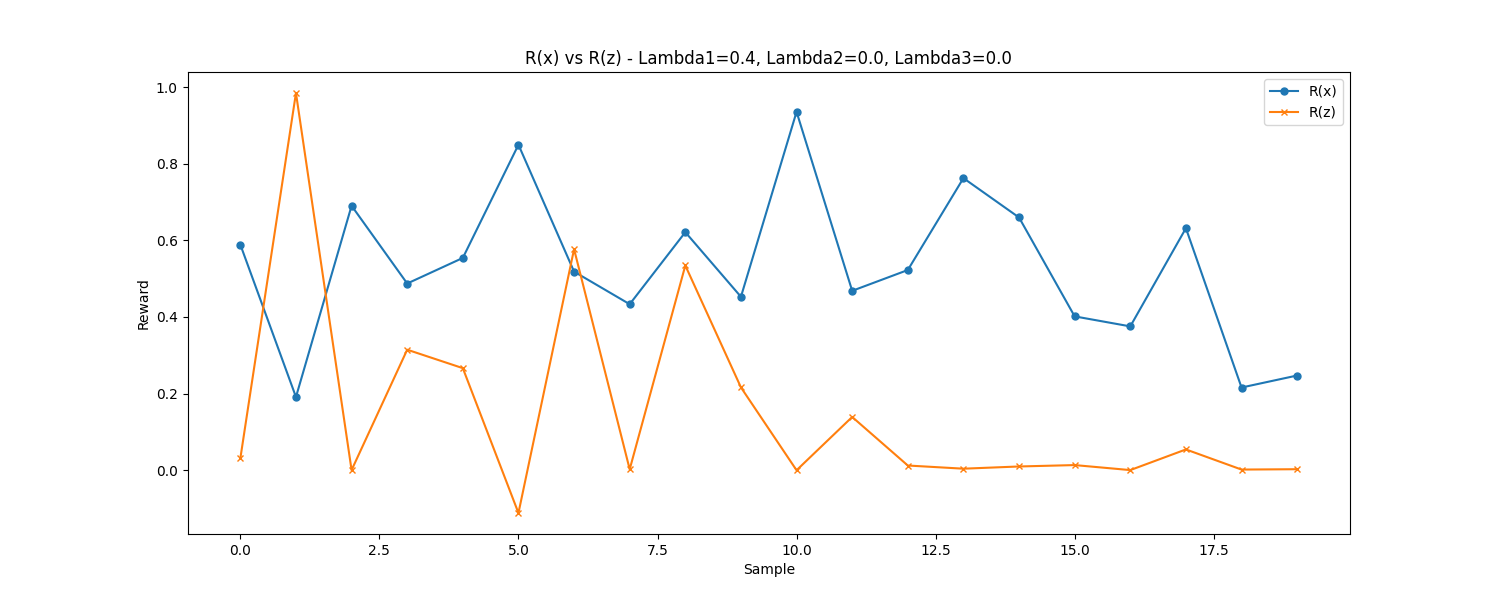 R(x) vs R(z) - Lambda1=0.4, Lambda2=0.0, Lambda3=0.0
R(x)
R(z)
1.0
0.8
0.6
0.4
0.2
0.0
Reward
0.0 2.5 5.0 7.5 10.0 12.5 15.0 17.5
Sample